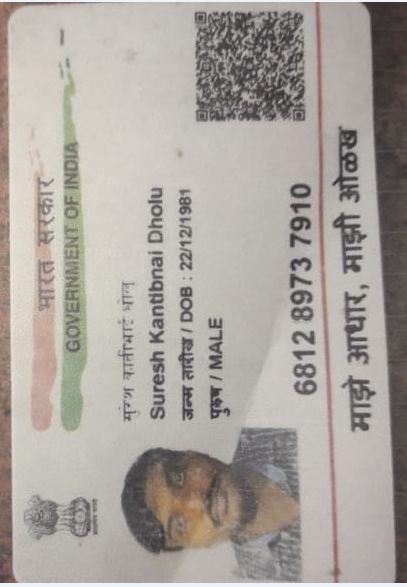 भारत सरकार
GOVERNMENT OF INDIA
सुरेश कांतीभाई धोलु
Suresh Kantibnai Dholu
जन्म तारीख / DOB : 22/12/1981
पुरुष / MALE
6812 8973 7910
माझे आधार, माझी ओळख